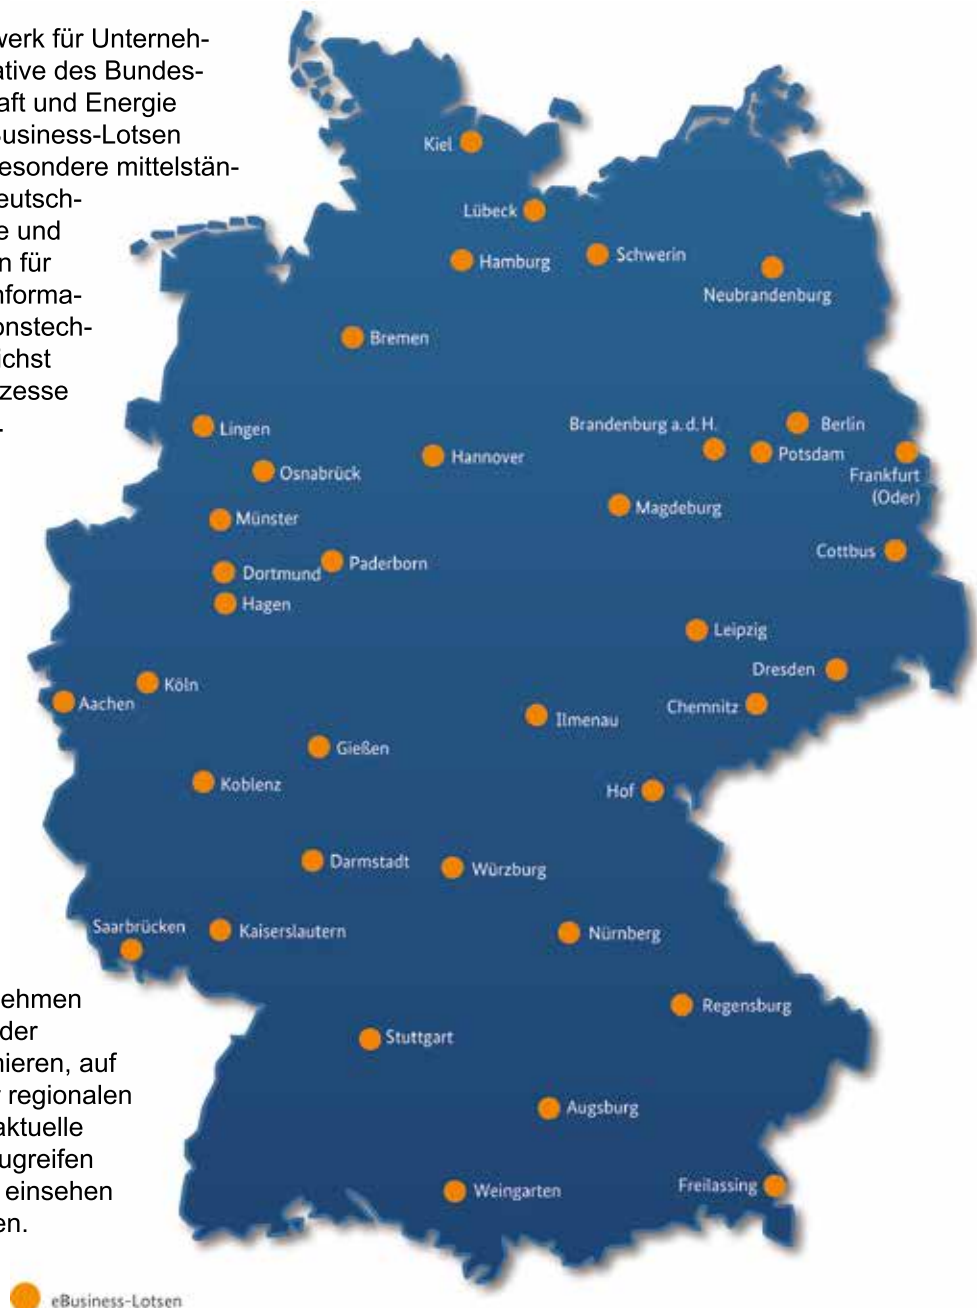 werk für Unterneh-
ative des Bundes-
aft und Energie
Business-Lotsen
esondere mittelstän-
eutsch-
e und
n für
nforma-
onstech-
ichst
zesse
.
Kiel
Lübeck
Hamburg
Schwerin
Neubrandenburg
Bremen
Lingen
Brandenburg a. d. H.
Berlin
Hannover
Potsdam
Osnabrück
Frankfurt
(Oder)
Magdeburg
Münster
Cottbus
Paderborn
Dortmund
Hagen
Leipzig
Dresden
Köln
Aachen
Chemnitz
Ilmenau
Gießen
Koblenz
Hof
Darmstadt
Würzburg
Saarbrücken
Kaiserslautern
Nürnberg
Regensburg
Stuttgart
Augsburg
Weingarten
Freilassing
ehmen
der
ieren, auf
r regionalen
aktuelle
ugreifen
einsehen
en.
eBusiness-Lotsen